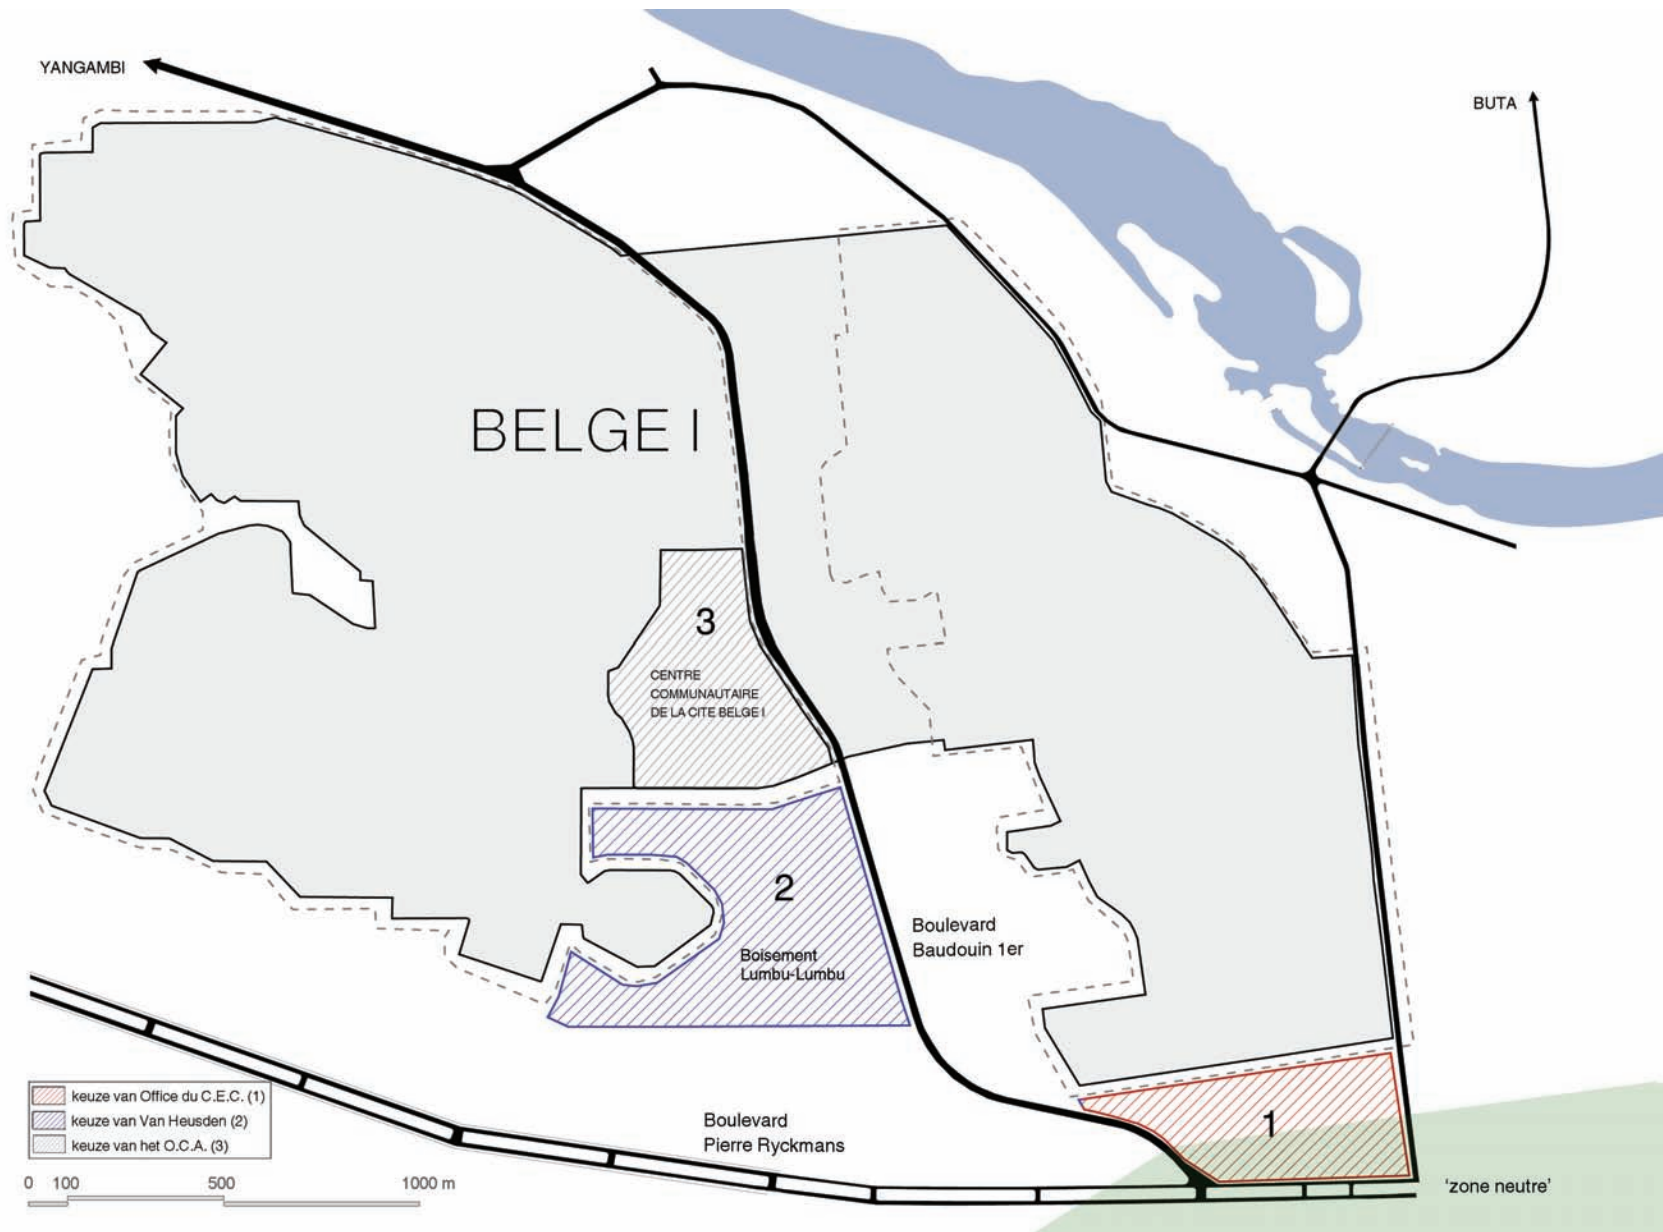 YANGAMBI
BUTA
BELGE I
3
CENTRE
COMMUNAUTAIRE
DE LA CITE BELGE I
2
Boisement
Lumbu-Lumbu
Boulevard
Baudouin 1er
keuze van Office du C.E.C. (1)
keuze van Van Heusden (2)
keuze van het O.C.A. (3)
Boulevard
Pierre Ryckmans
1
0 100 500 1000 m
'zone neutre'